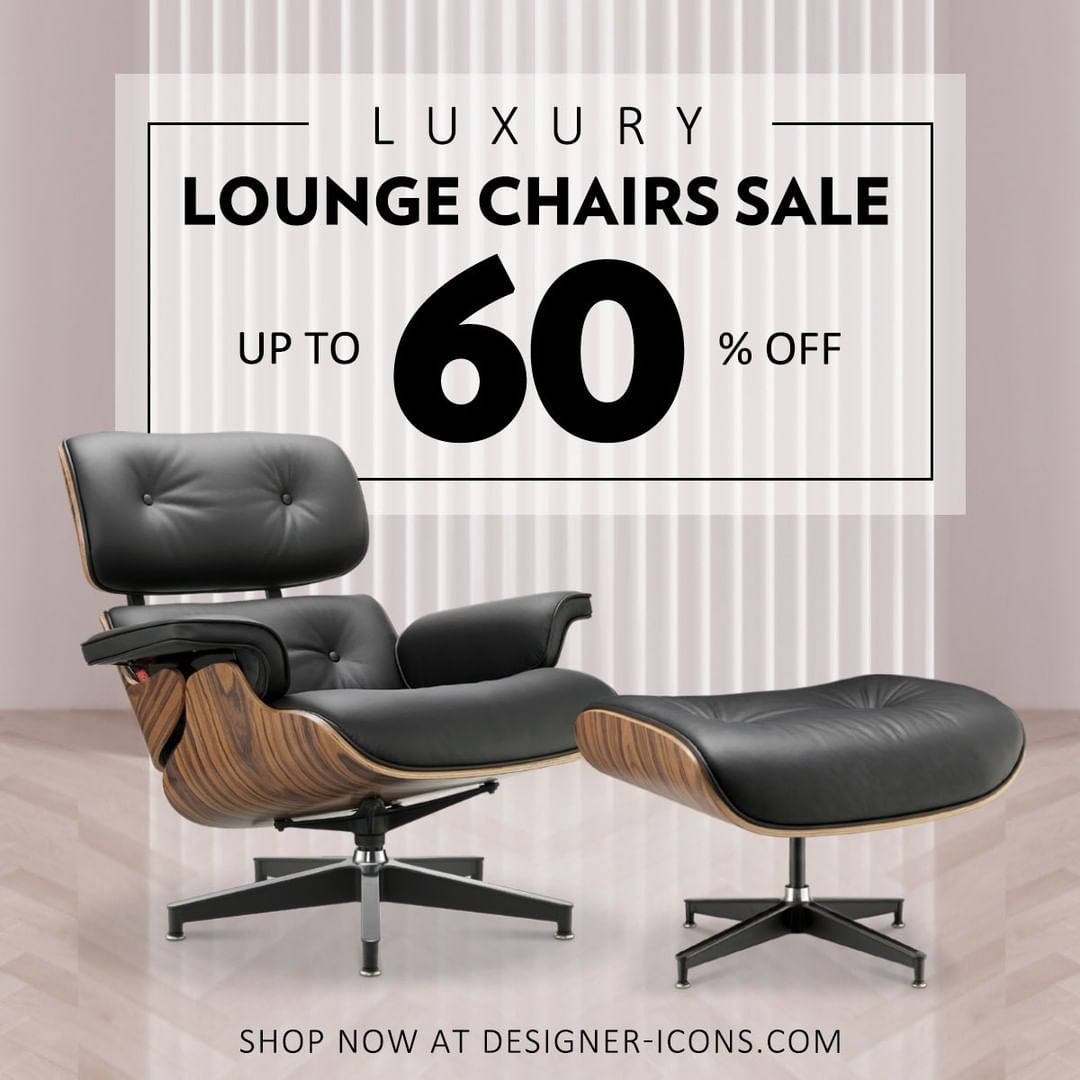 LUXURY
LOUNGE CHAIRS SALE
UP TO 60 % OFF
SHOP NOW AT DESIGNER-ICONS.COM